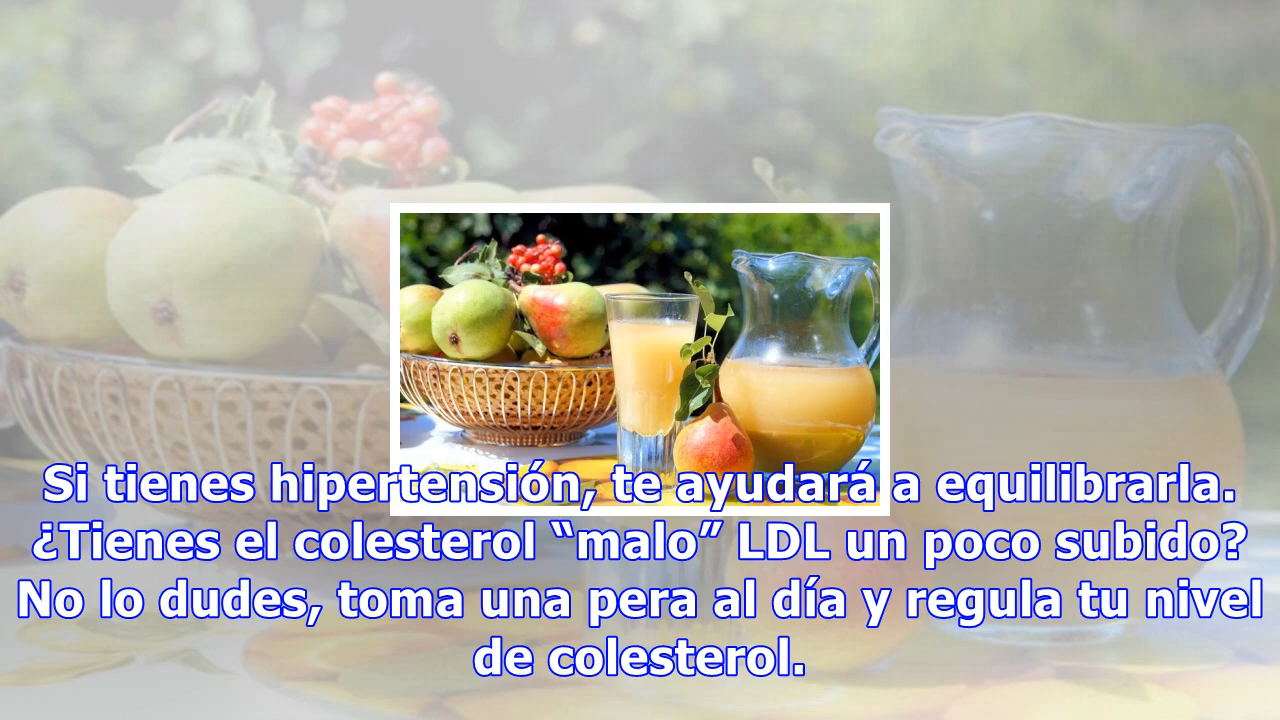 Si tienes hipertensión, te ayudará a equilibrarla.
¿Tienes el colesterol “malo” LDL un poco subido?
No lo dudes, toma una pera al día y regula tu nivel
de colesterol.